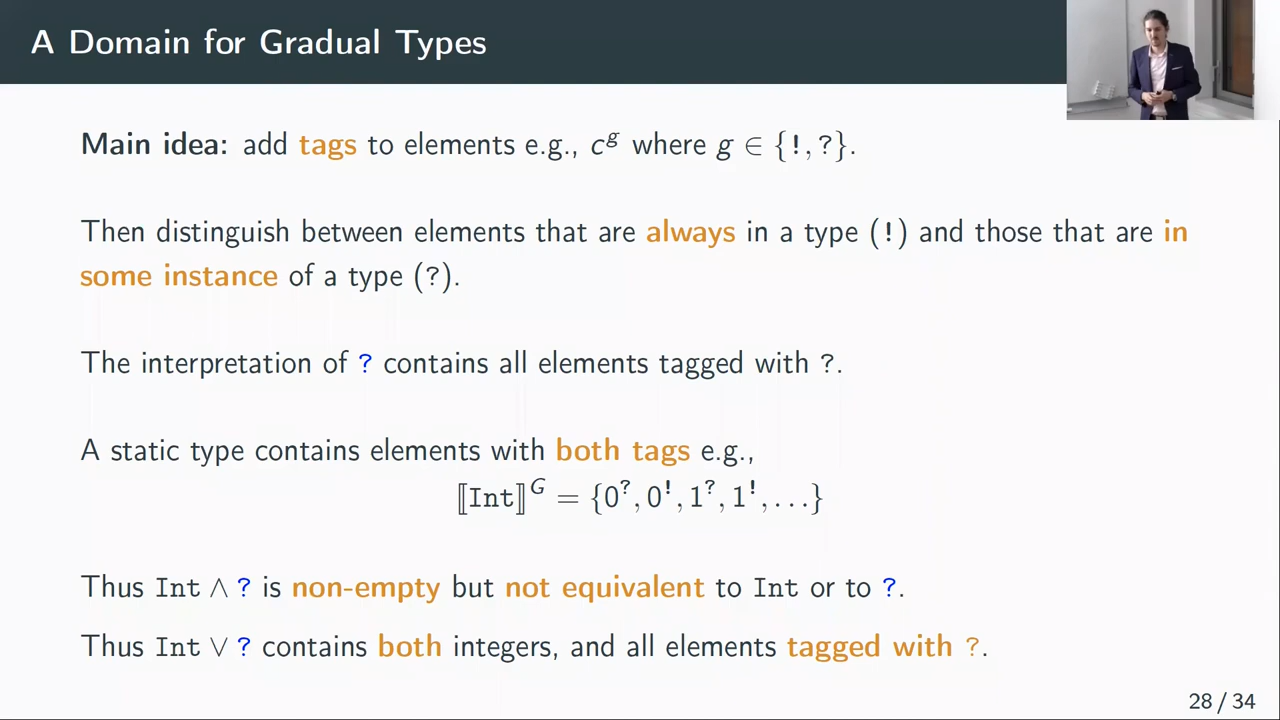 A Domain for Gradual Types
Main idea: add tags to elements e.g., c^g where g ∈ {!, ?}.
Then distinguish between elements that are always in a type (!) and those that are in
some instance of a type (?).
The interpretation of ? contains all elements tagged with ?.
A static type contains elements with both tags e.g.,
⟦Int⟧^G = {0^?, 0^!, 1^?, 1^!, . . .}
Thus Int ∧ ? is non-empty but not equivalent to Int or to ?.
Thus Int ∨ ? contains both integers, and all elements tagged with ?.
28 / 34